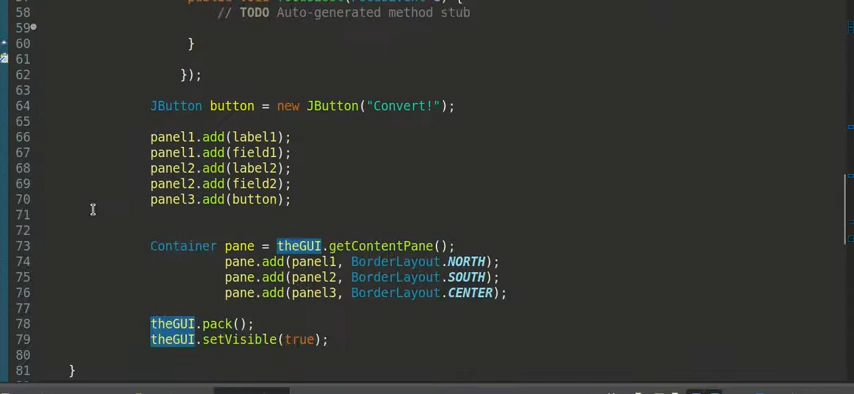 58 // TODO Auto-generated method stub
59
60 }
61
62 });
63
64 JButton button = new JButton("Convert!");
65
66 panel1.add(label1);
67 panel1.add(field1);
68 panel2.add(label2);
69 panel2.add(field2);
70 panel3.add(button);
71
72
73 Container pane = theGUI.getContentPane();
74 pane.add(panel1, BorderLayout.NORTH);
75 pane.add(panel2, BorderLayout.SOUTH);
76 pane.add(panel3, BorderLayout.CENTER);
77
78 theGUI.pack();
79 theGUI.setVisible(true);
80
81 }